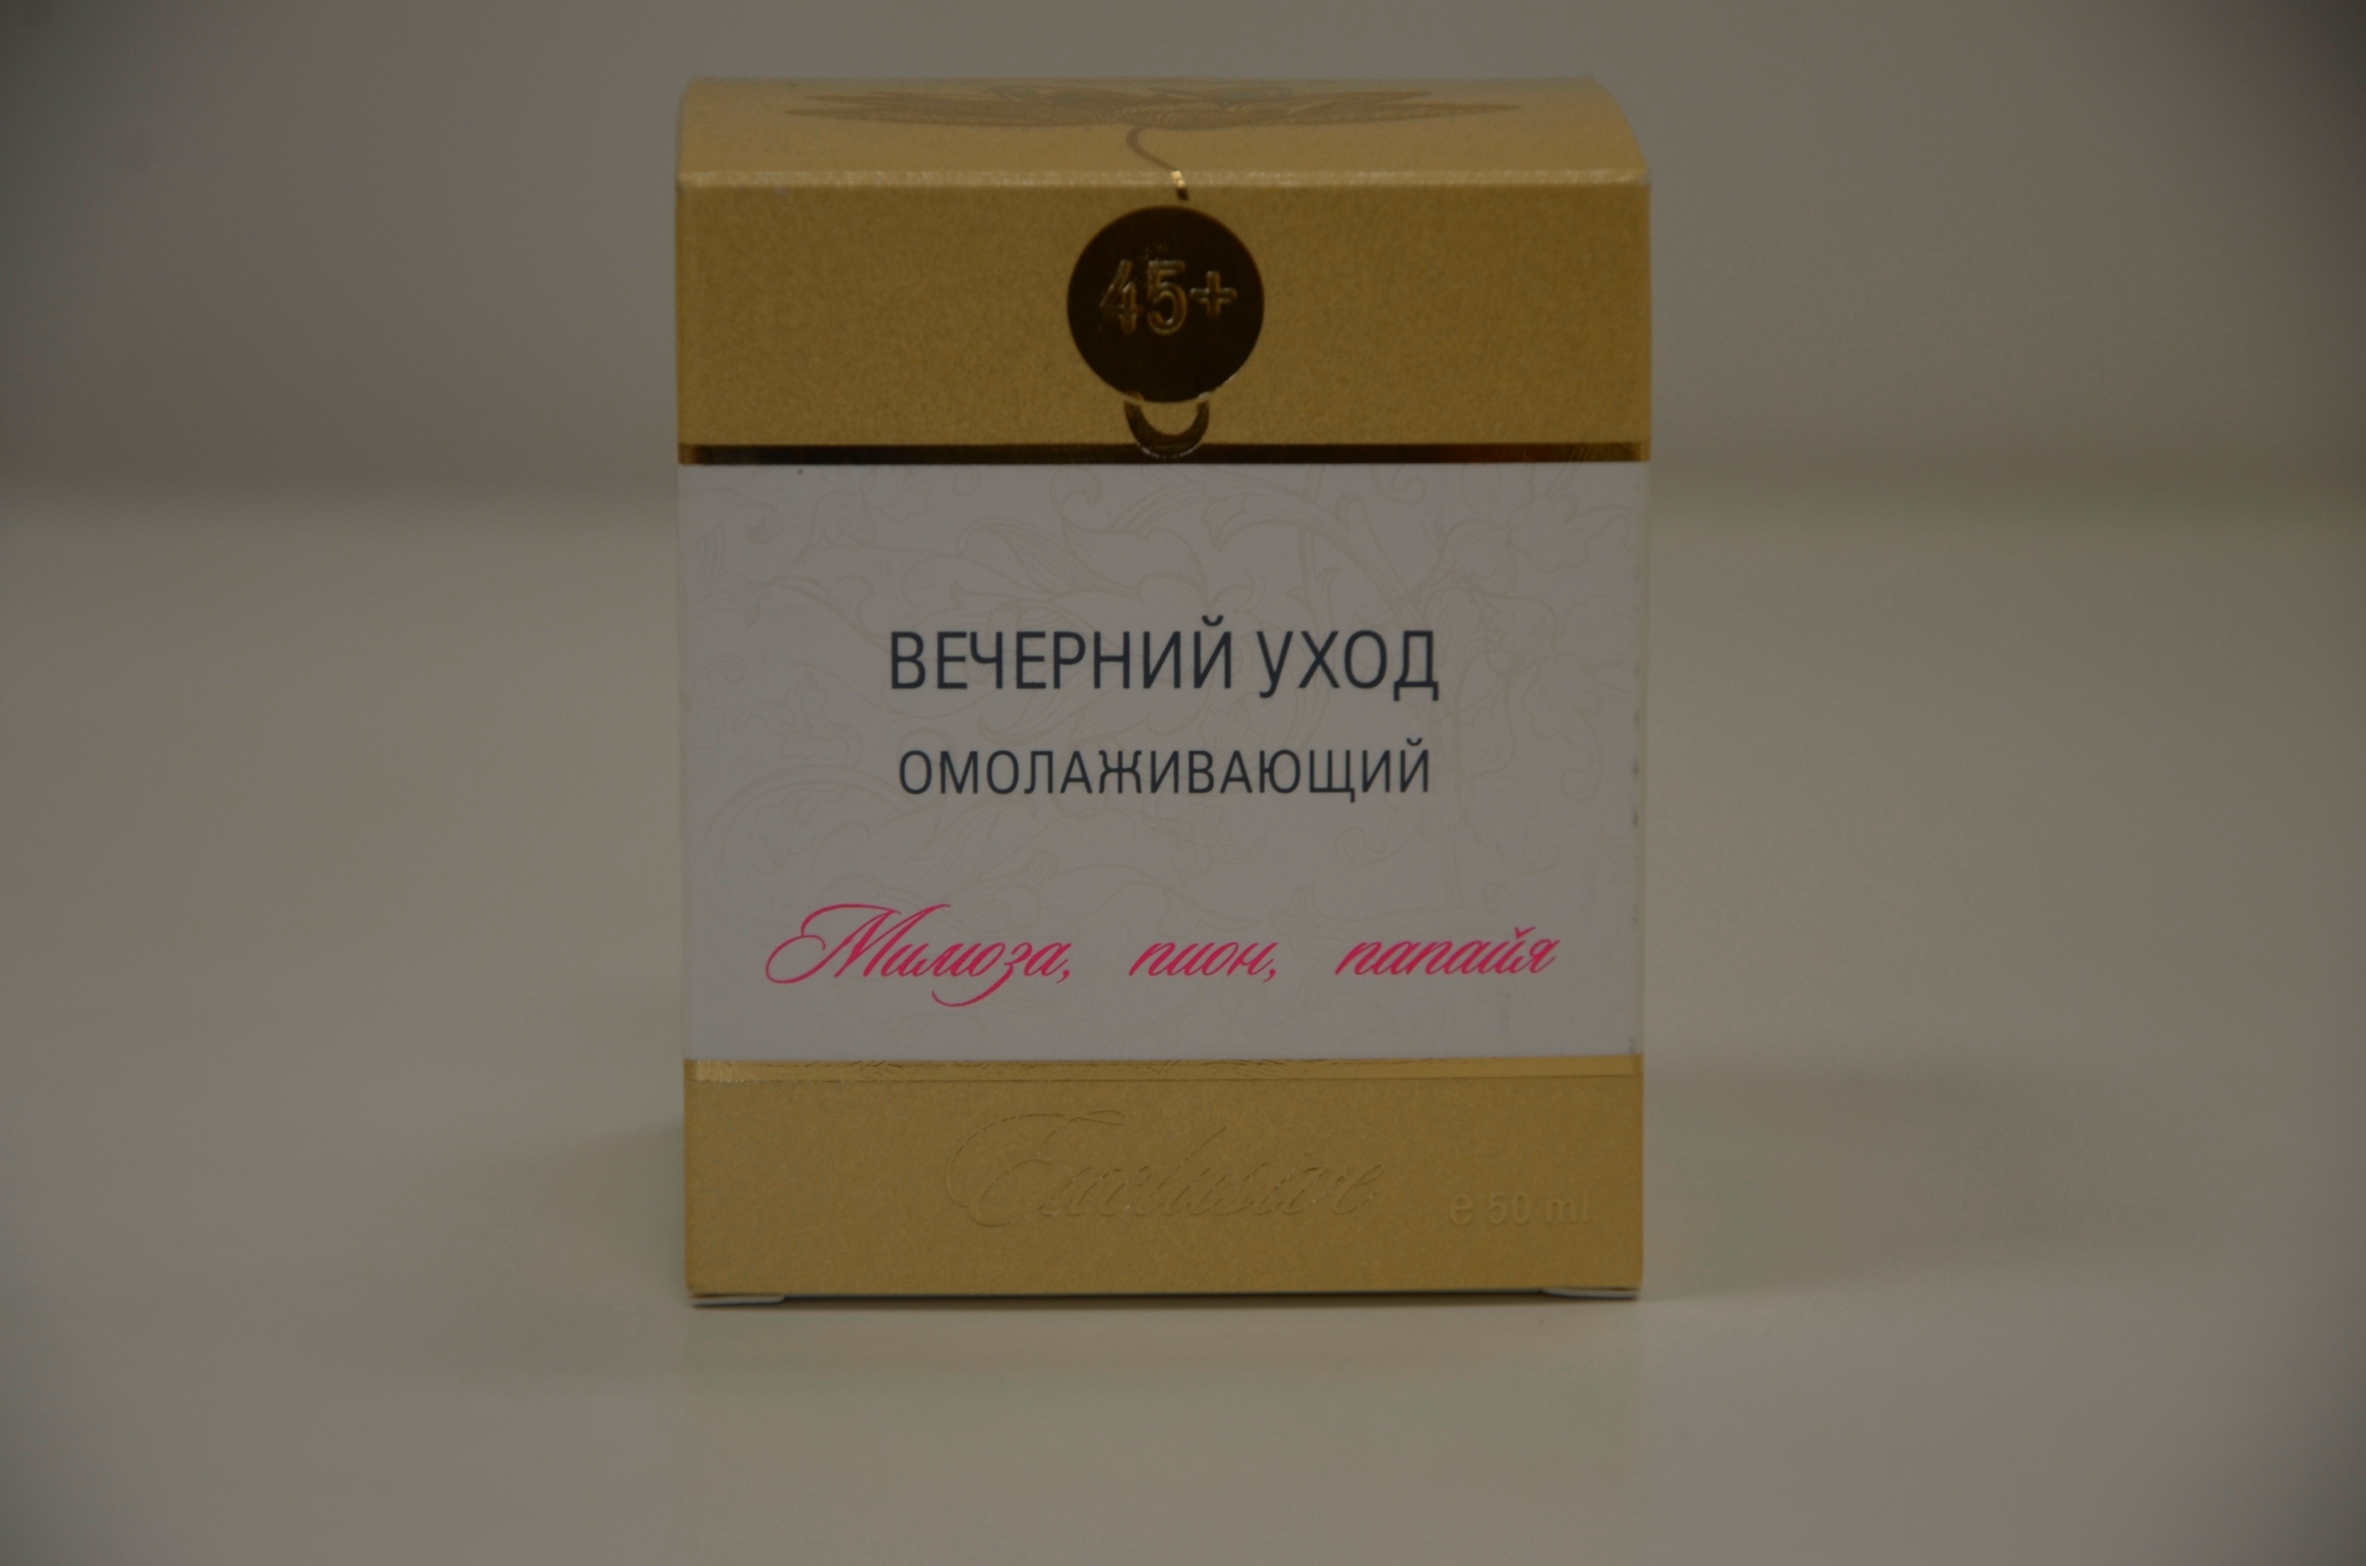 45+
ВЕЧЕРНИЙ УХОД
ОМОЛАЖИВАЮЩИЙ
Мимоза, пион, папайя
Exclusive
e 50 ml